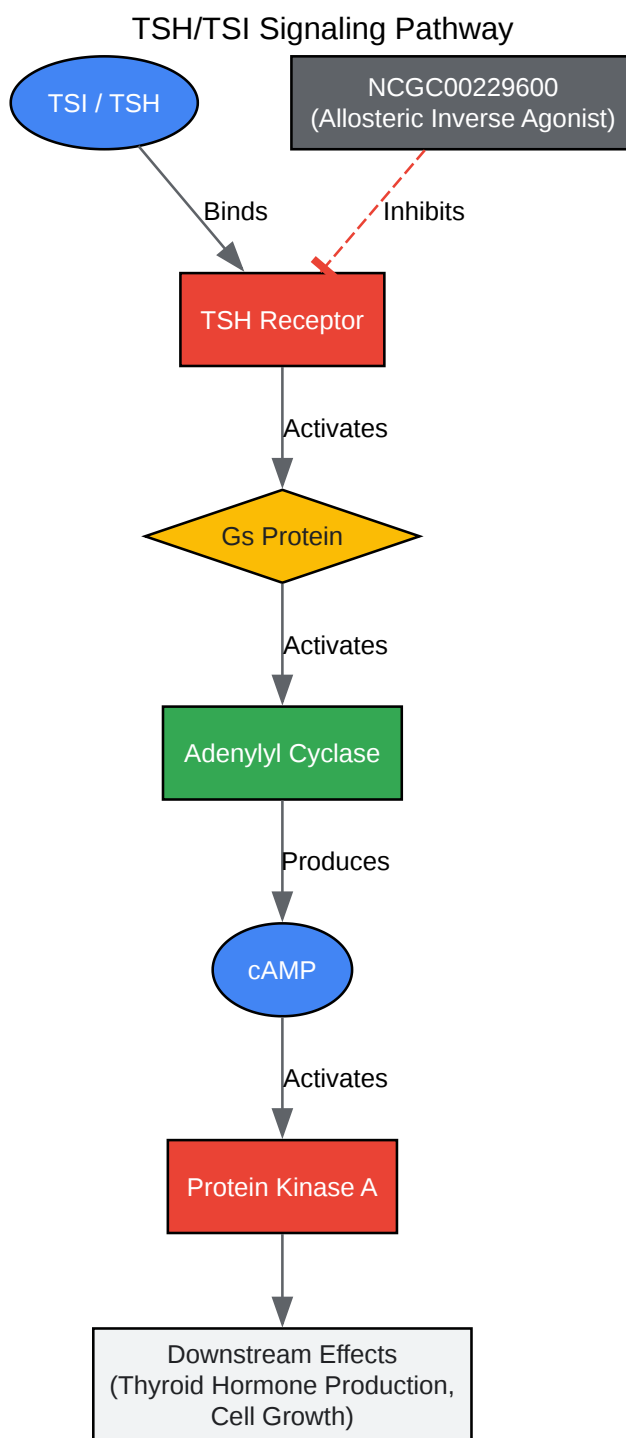 TSH/TSI Signaling Pathway
TSI / TSH
NCGC00229600
(Allosteric Inverse Agonist)
Binds
Inhibits
TSH Receptor
Activates
Gs Protein
Activates
Adenylyl Cyclase
Produces
cAMP
Activates
Protein Kinase A
Downstream Effects
(Thyroid Hormone Production,
Cell Growth)